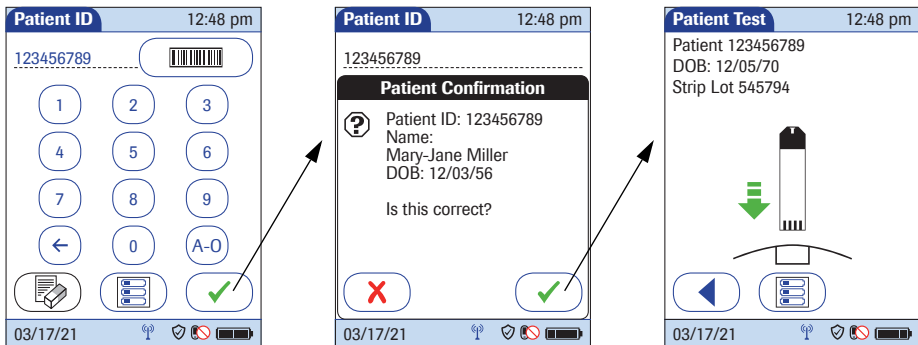 Patient ID 12:48 pm
123456789
1 2 3
4 5 6
7 8 9
0 A-O
03/17/21
Patient ID 12:48 pm
123456789
Patient Confirmation
Patient ID: 123456789
Name:
Mary-Jane Miller
DOB: 12/03/56
Is this correct?
03/17/21
Patient Test 12:48 pm
Patient 123456789
DOB: 12/05/70
Strip Lot 545794
03/17/21